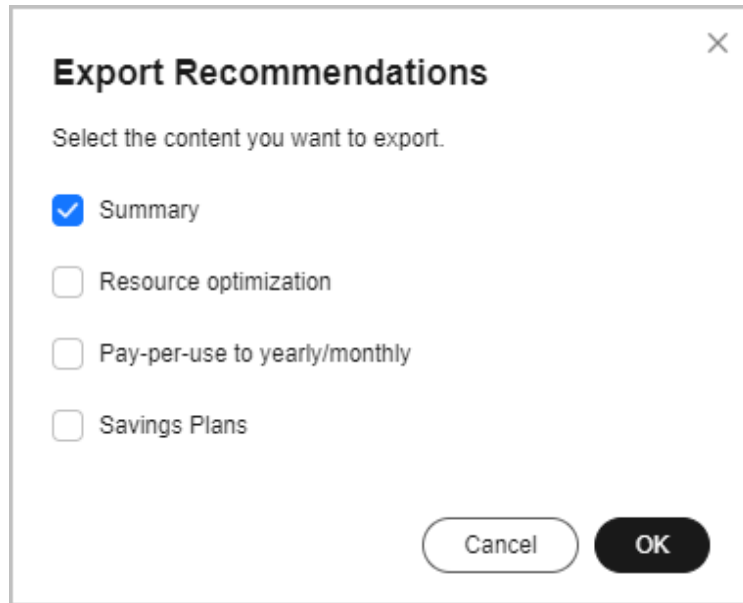 Export Recommendations
Select the content you want to export.
Summary
Resource optimization
Pay-per-use to yearly/monthly
Savings Plans
Cancel
OK